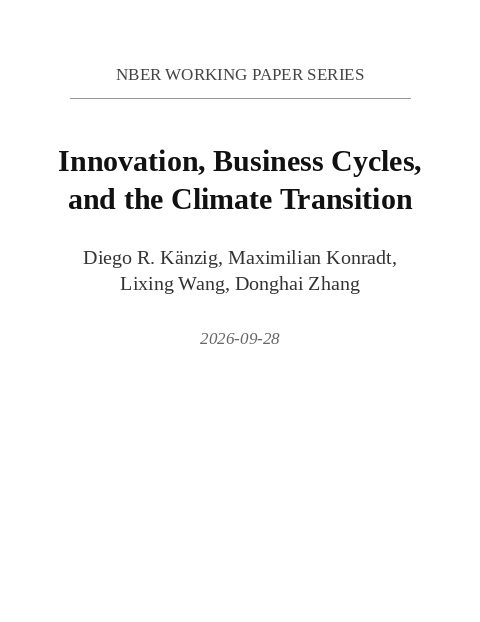 NBER WORKING PAPER SERIES
Innovation, Business Cycles,
and the Climate Transition
Diego R. Känzig, Maximilian Konradt,
Lixing Wang, Donghai Zhang
2026-09-28